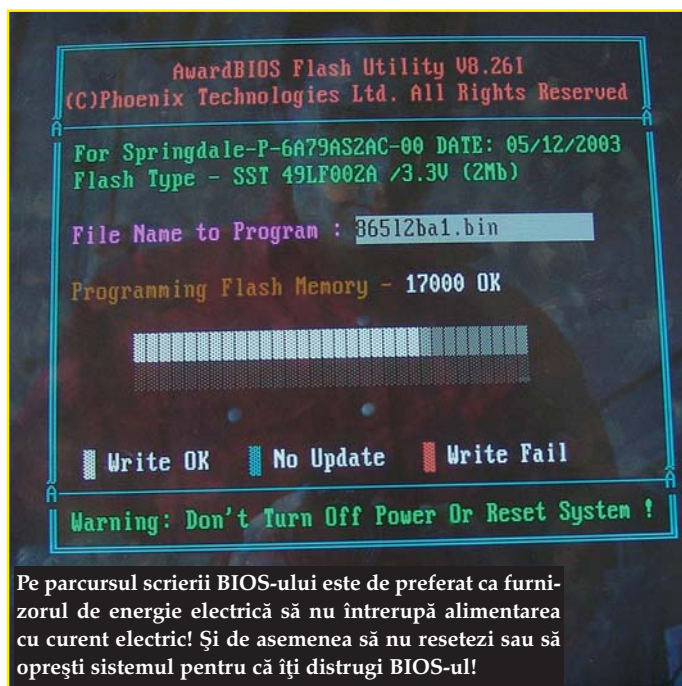 AwardBIOS Flash Utility V8.26I
(C)Phoenix Technologies Ltd. All Rights Reserved
For Springdale-P-6A79AS2AC-00 DATE: 05/12/2003
Flash Type - SST 49LF002A /3.3V (2Mb)
File Name to Program : 86512ba1.bin
Programming Flash Memory - 17000 OK
Write OK No Update Write Fail
Warning: Don't Turn Off Power Or Reset System !
Pe parcursul scrierii BIOS-ului este de preferat ca furni-
zorul de energie electrică să nu întrerupă alimentarea
cu curent electric! Şi de asemenea să nu resetezi sau să
opreşti sistemul pentru că îţi distrugi BIOS-ul!